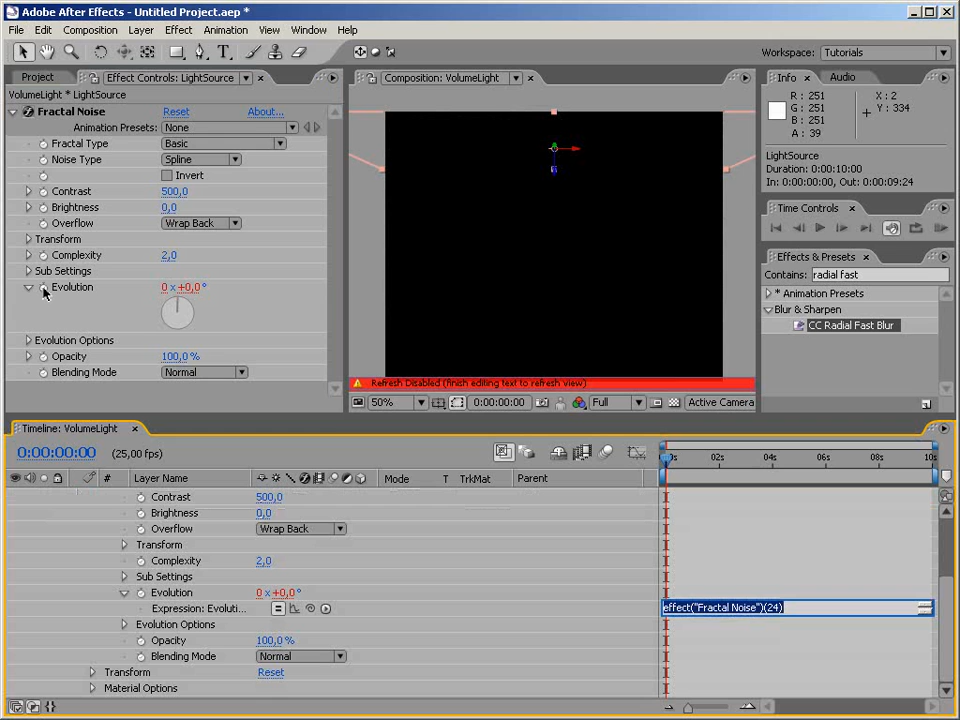 Adobe After Effects - Untitled Project.aep *
File Edit Composition Layer Effect Animation View Window Help
Workspace: Tutorials
Project Effect Controls: LightSource
VolumeLight * LightSource
Fractal Noise Reset About...
Animation Presets: None
Fractal Type Basic
Noise Type Spline
Invert
Contrast 500,0
Brightness 0,0
Overflow Wrap Back
Transform
Complexity 2,0
Sub Settings
Evolution 0 x +0,0°
Evolution Options
Opacity 100,0 %
Blending Mode Normal
Composition: VolumeLight
Refresh Disabled (finish editing text to refresh view)
50% 0:00:00:00 Full Active Camera
Info Audio
R : 251
G : 251
B : 251
A : 39
X : 2
Y : 334
LightSource
Duration: 0:00:10:00
In: 0:00:00:00, Out: 0:00:09:24
Time Controls
Effects & Presets
Contains: radial fast
* Animation Presets
Blur & Sharpen
CC Radial Fast Blur
Timeline: VolumeLight
0:00:00:00 (25,00 fps)
# Layer Name Mode T TrkMat Parent
02s 04s 06s 08s 10s
Contrast 500,0
Brightness 0,0
Overflow Wrap Back
Transform
Complexity 2,0
Sub Settings
Evolution 0 x +0,0°
Expression: Evoluti... effect("Fractal Noise")(24)
Evolution Options
Opacity 100,0 %
Blending Mode Normal
Transform Reset
Material Options